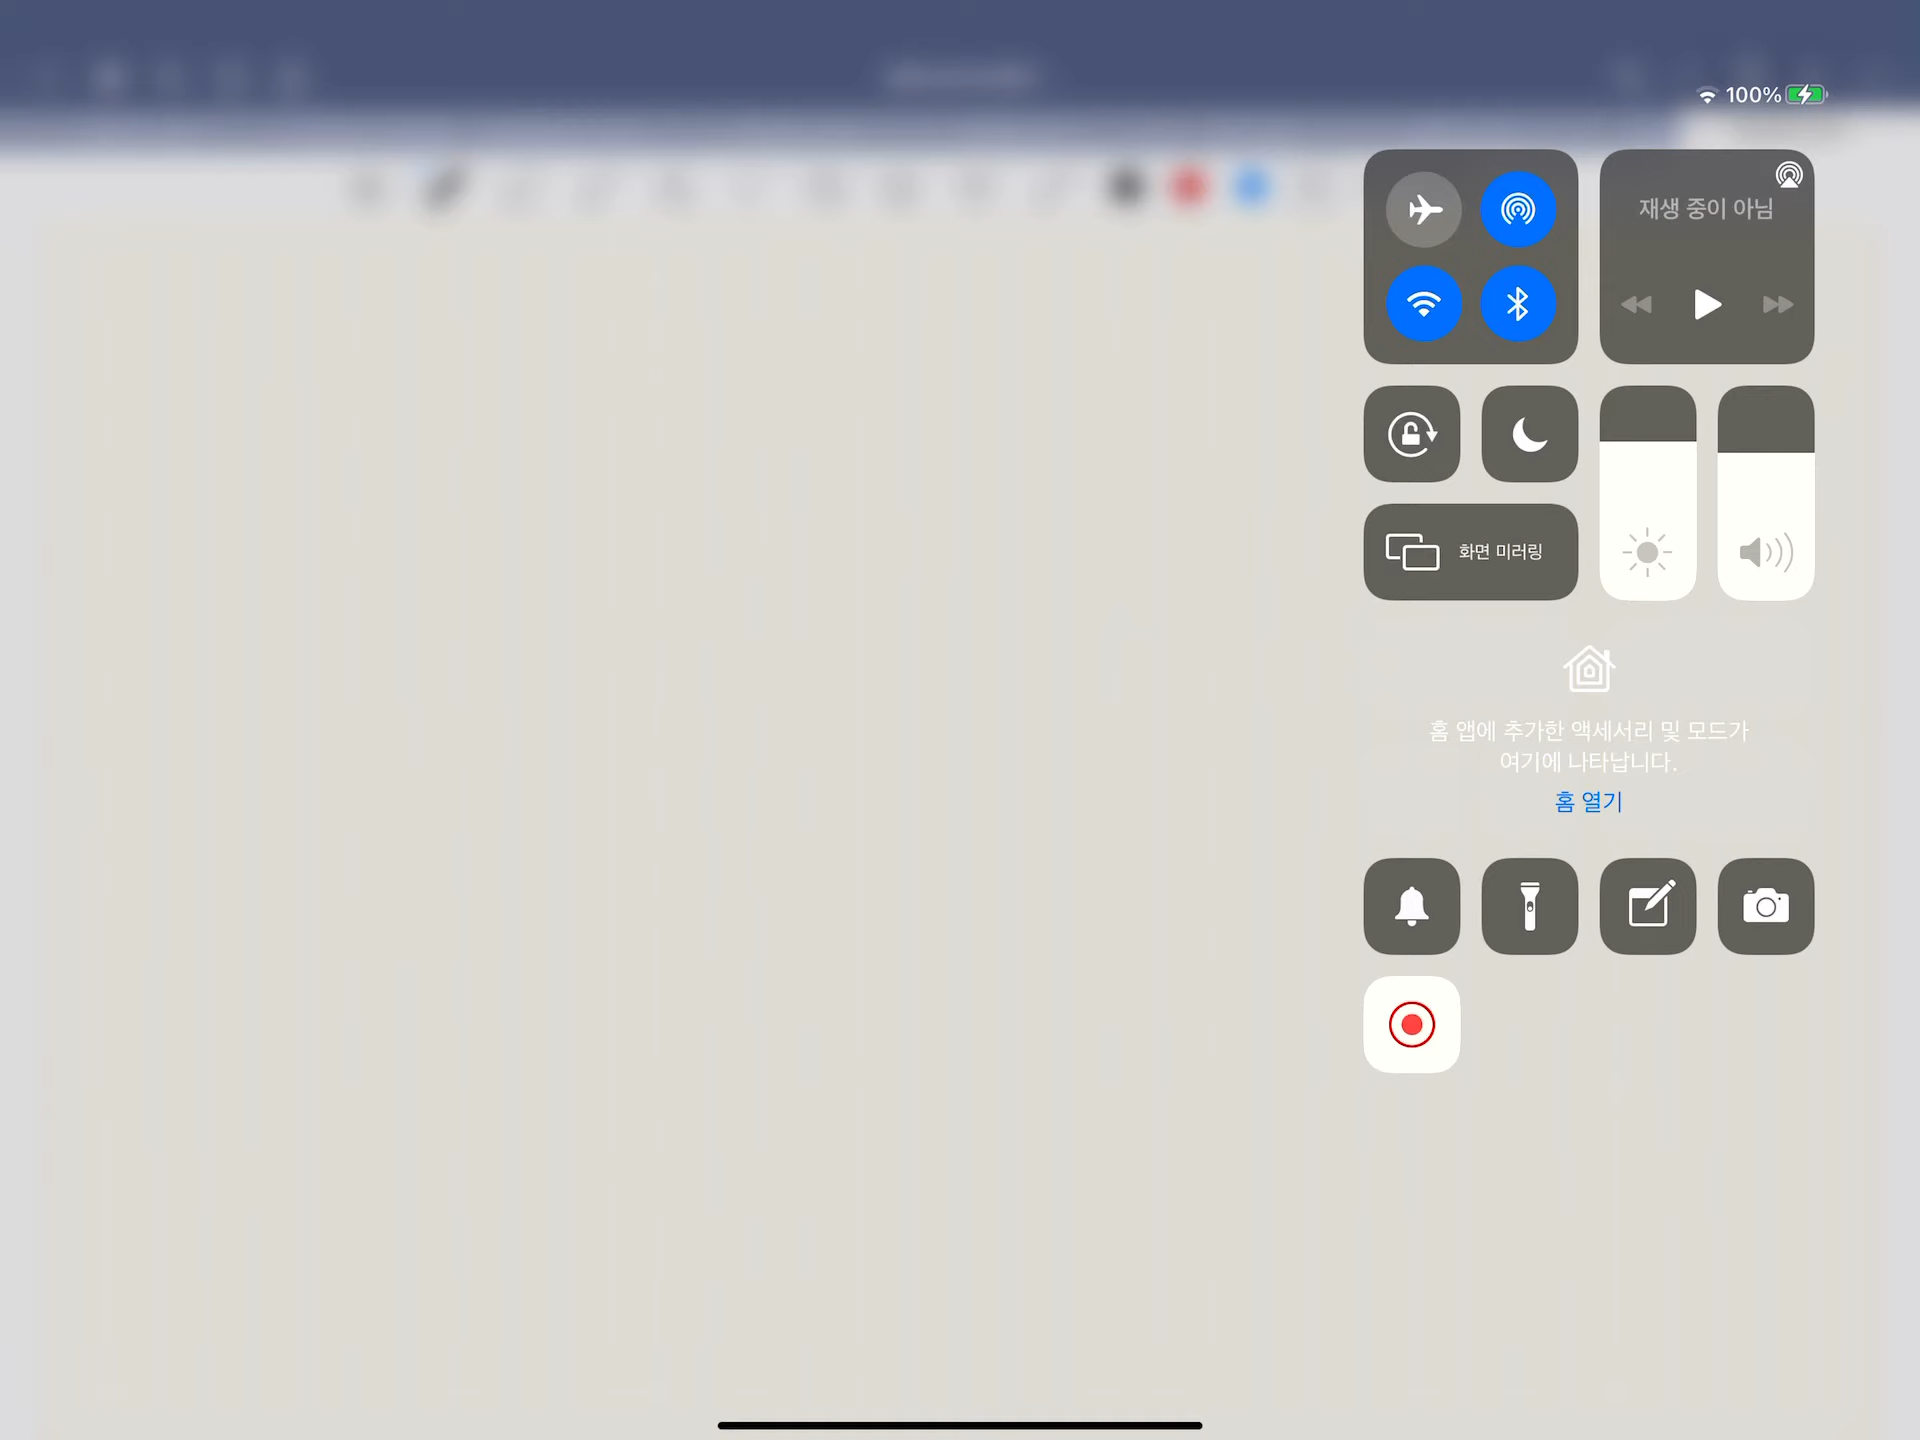 100%
재생 중이 아님
화면 미러링
홈 앱에 추가한 액세서리 및 모드가
여기에 나타납니다.
홈 열기